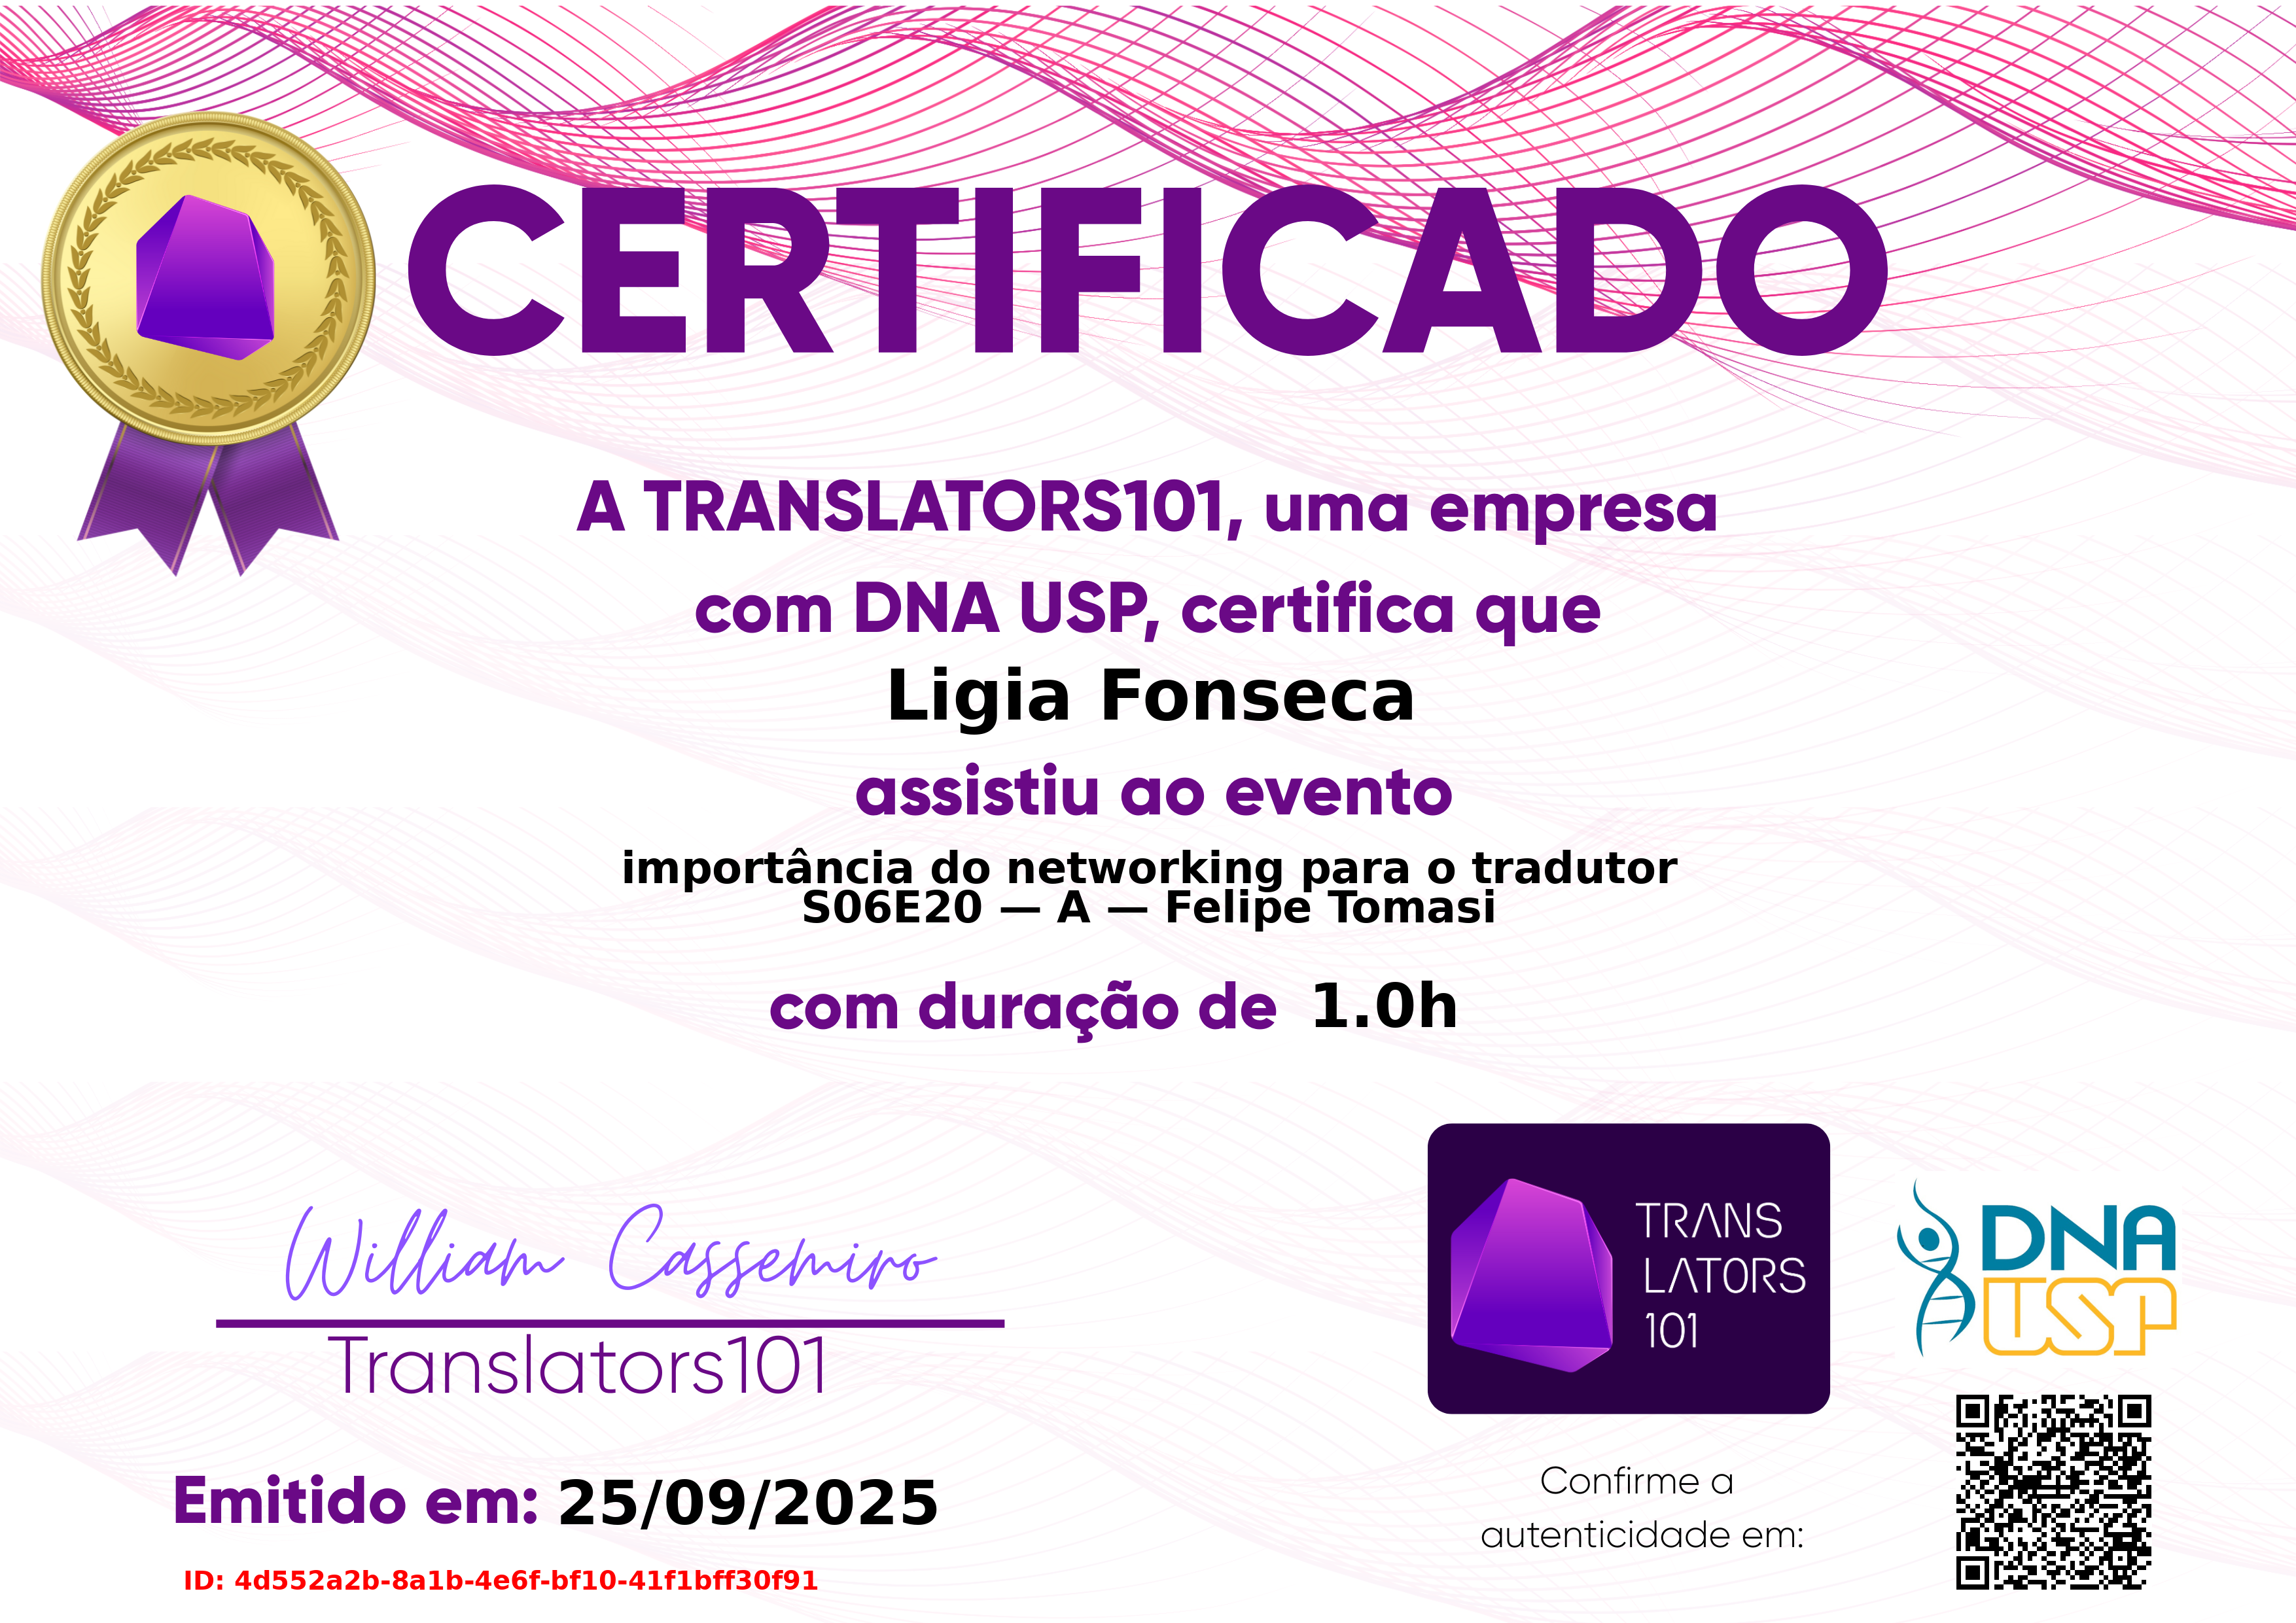 CERTIFICADO
A TRANSLATORS101, uma empresa
com DNA USP, certifica que
Ligia Fonseca
assistiu ao evento
importância do networking para o tradutor
S06E20 — A — Felipe Tomasi
com duração de 1.0h
William Cassemiro
Translators101
Emitido em: 25/09/2025
ID: 4d552a2b-8a1b-4e6f-bf10-41f1bff30f91
TRANS
LATORS
101
DNA
USP
Confirme a
autenticidade em: